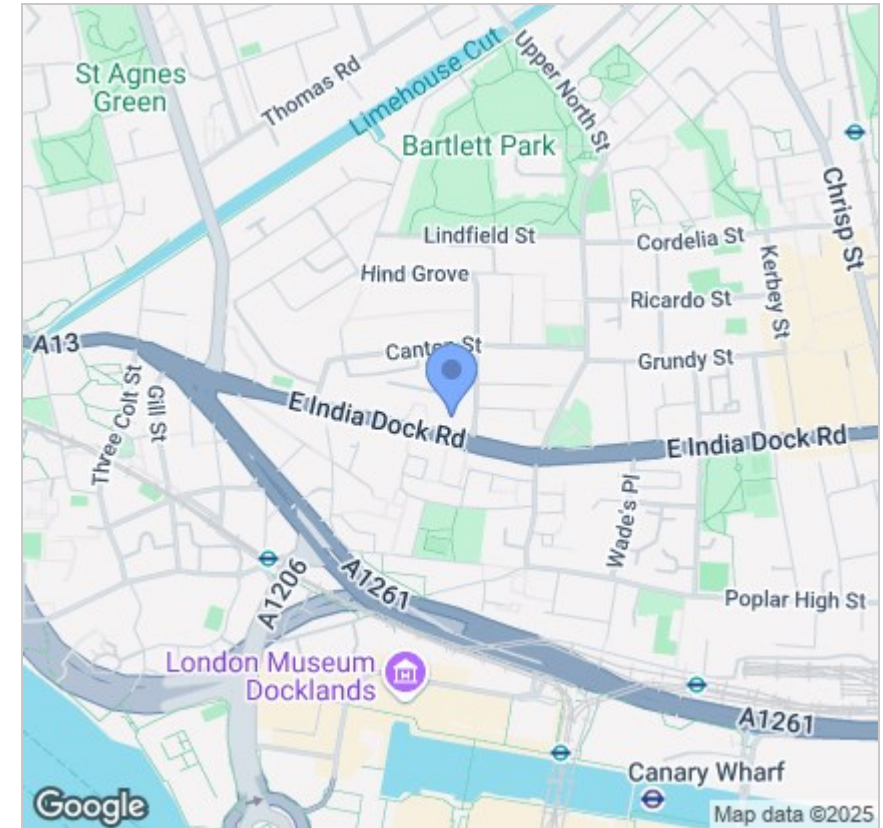 St Agnes
Green
Thomas Rd
Limehouse Cut
Upper North St
Bartlett Park
Chrisp St
Lindfield St
Cordelia St
Hind Grove
Kerbey St
Ricardo St
A13
Canton St
Grundy St
Three Colt St
Gill St
E India Dock Rd
E India Dock Rd
Wade's Pl
A1206
A1261
Poplar High St
London Museum
Docklands
A1261
Canary Wharf
Google
Map data ©2025